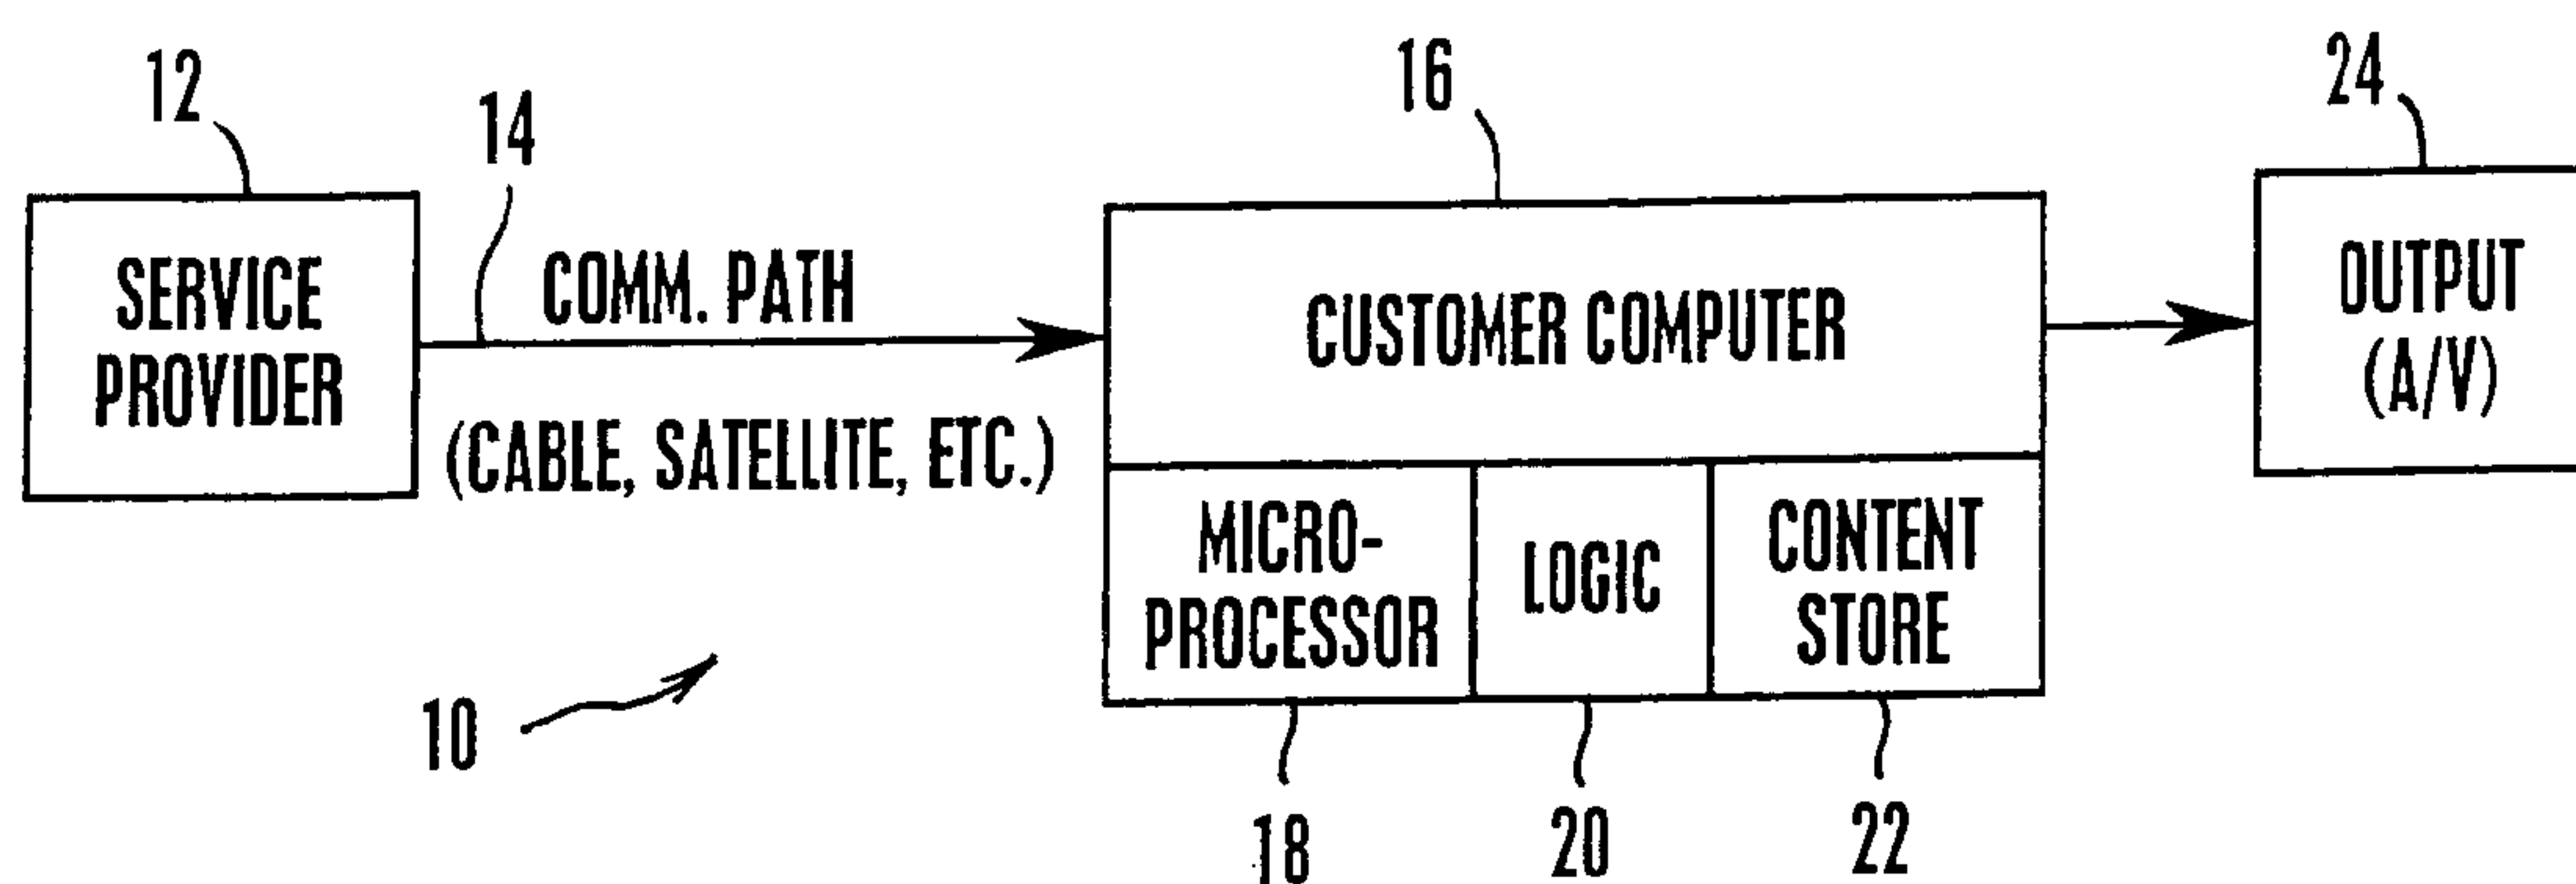 12
14
16
24
SERVICE
PROVIDER
COMM. PATH
(CABLE, SATELLITE, ETC.)
CUSTOMER COMPUTER
OUTPUT
(A/V)
MICRO-
PROCESSOR
LOGIC
CONTENT
STORE
10
18
20
22